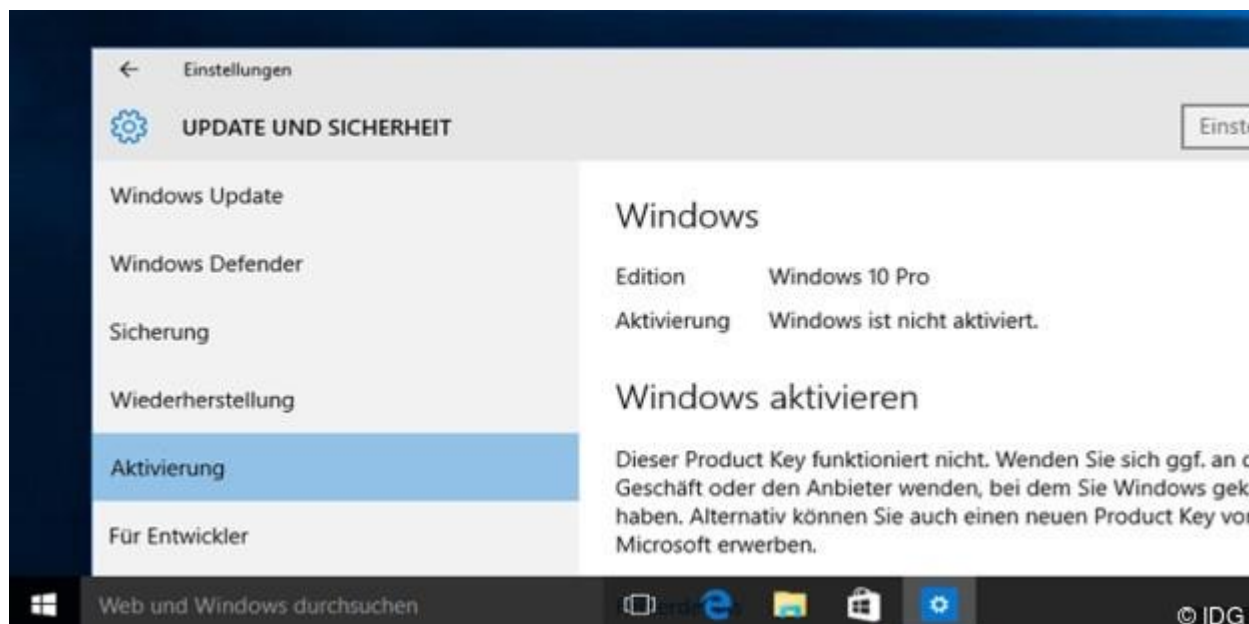 Einstellungen
UPDATE UND SICHERHEIT
Windows Update
Windows Defender
Sicherung
Wiederherstellung
Aktivierung
Für Entwickler
Windows
Edition Windows 10 Pro
Aktivierung Windows ist nicht aktiviert.
Windows aktivieren
Dieser Product Key funktioniert nicht. Wenden Sie sich ggf. an
Geschäft oder den Anbieter wenden, bei dem Sie Windows
haben. Alternativ können Sie auch einen neuen Product Key
Microsoft erwerben.
Web und Windows durchsuchen
© IDG